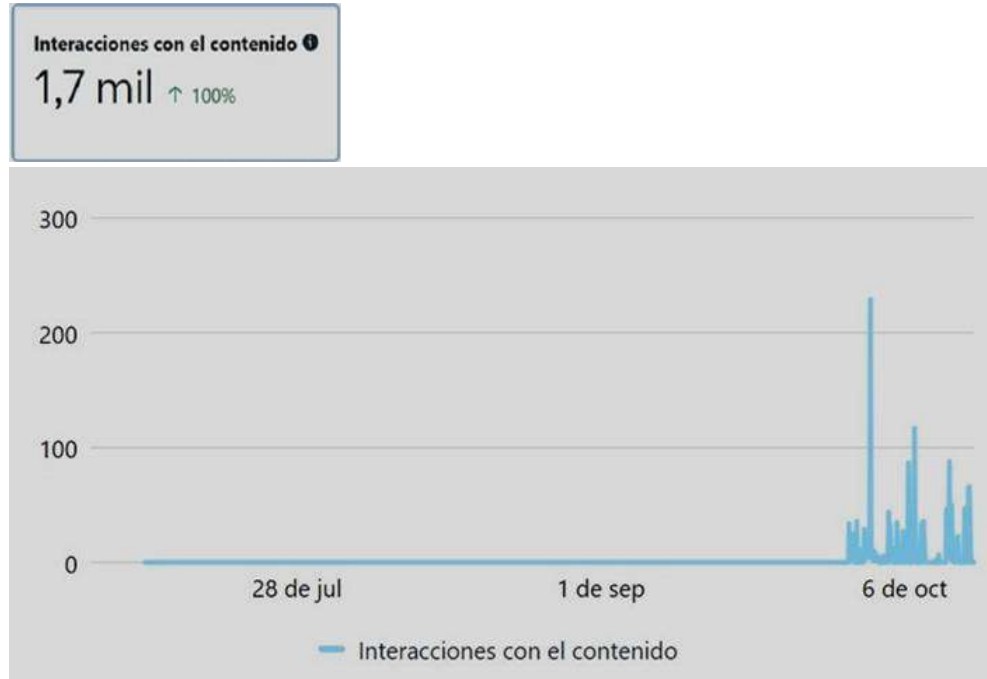 Interacciones con el contenido
1,7 mil ↑ 100%
300
200
100
0
28 de jul 1 de sep 6 de oct
Interacciones con el contenido